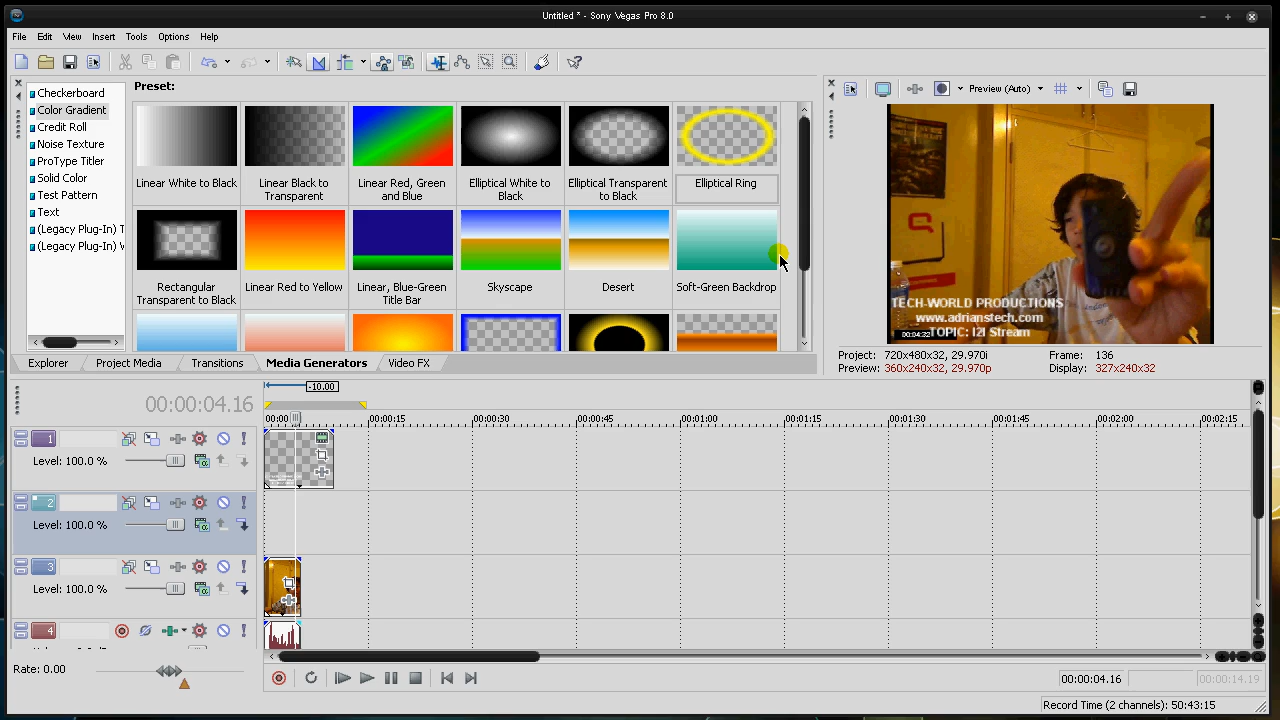 Untitled * - Sony Vegas Pro 8.0
File Edit View Insert Tools Options Help
Checkerboard
Color Gradient
Credit Roll
Noise Texture
ProType Titler
Solid Color
Test Pattern
Text
(Legacy Plug-In) T
(Legacy Plug-In) V
Preset:
Linear White to Black
Linear Black to Transparent
Linear Red, Green and Blue
Elliptical White to Black
Elliptical Transparent to Black
Elliptical Ring
Rectangular Transparent to Black
Linear Red to Yellow
Linear, Blue-Green Title Bar
Skyscape
Desert
Soft-Green Backdrop
Explorer Project Media Transitions Media Generators Video FX
Preview (Auto)
TECH-WORLD PRODUCTIONS
www.adrianstech.com
00:04:22
TOPIC: I2I Stream
Project: 720x480x32, 29.970i Frame: 136
Preview: 360x240x32, 29.970p Display: 327x240x32
-10.00
00:00:04.16
00:00 00:00:15 00:00:30 00:00:45 00:01:00 00:01:15 00:01:30 00:01:45 00:02:00 00:02:15
1
Level: 100.0 %
2
Level: 100.0 %
3
Level: 100.0 %
4
Rate: 0.00
00:00:04.16 00:00:14.19
Record Time (2 channels): 50:43:15